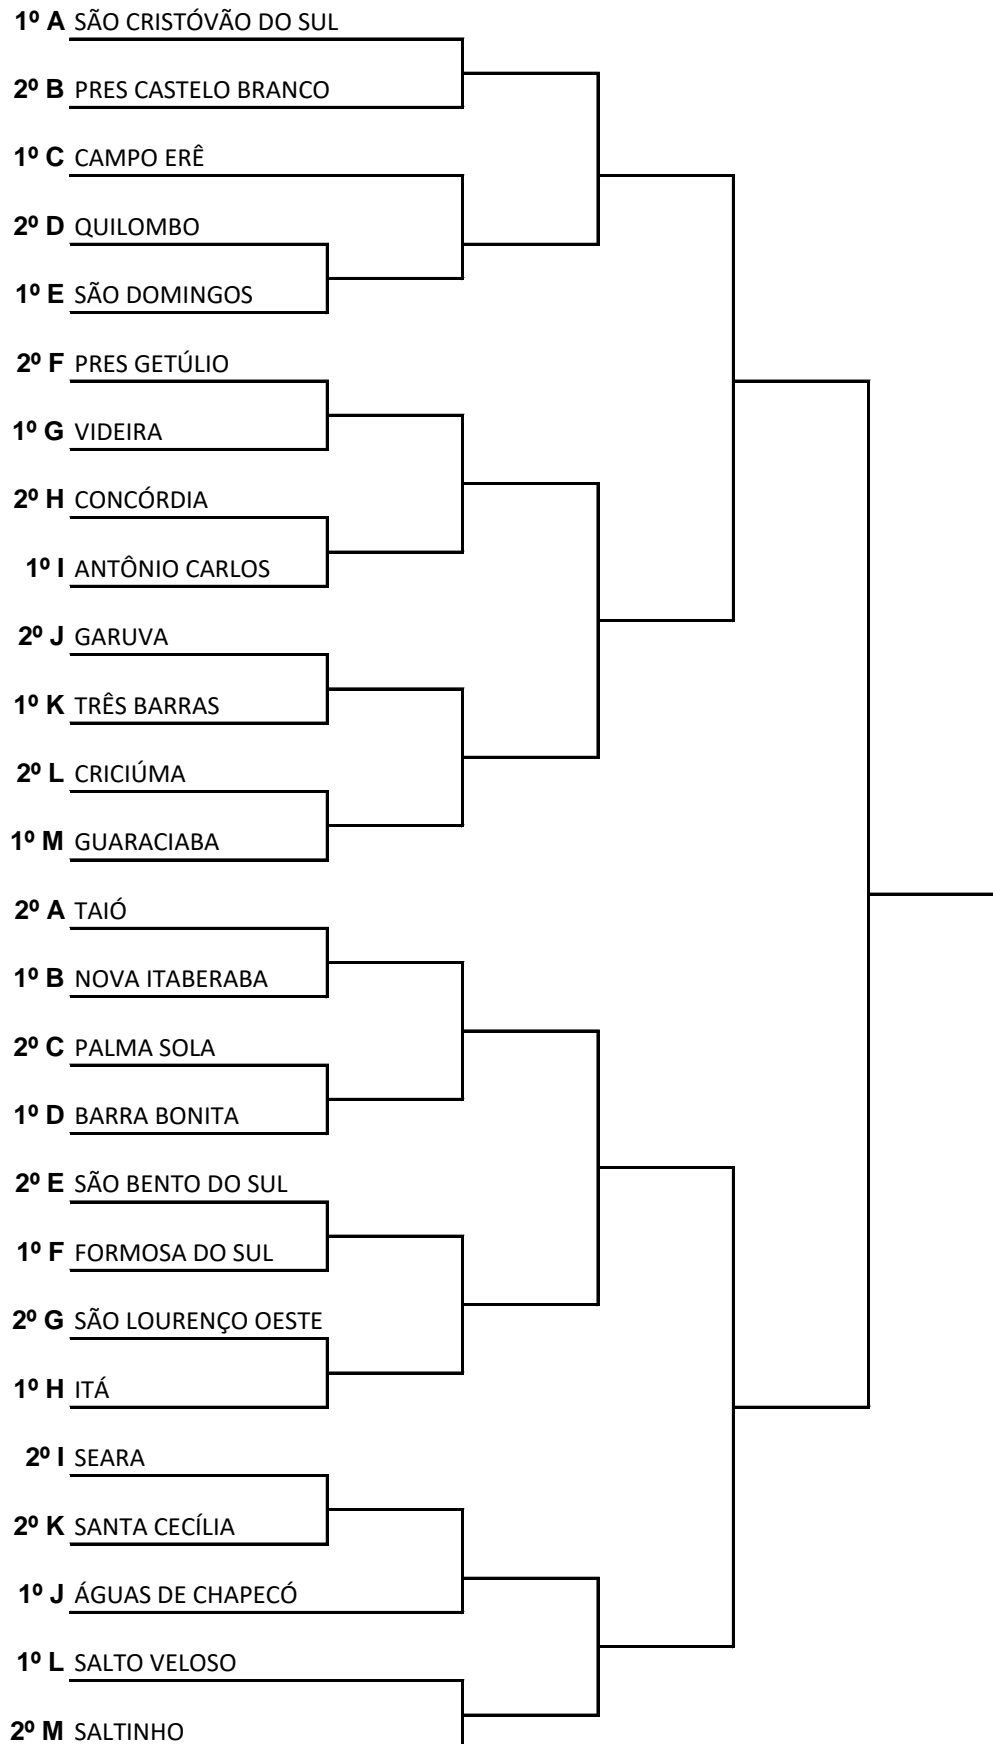 1º A SÃO CRISTÓVÃO DO SUL
2º B PRES CASTELO BRANCO
1º C CAMPO ERÊ
2º D QUILOMBO
1º E SÃO DOMINGOS
2º F PRES GETÚLIO
1º G VIDEIRA
2º H CONCÓRDIA
1º I ANTÔNIO CARLOS
2º J GARUVA
1º K TRÊS BARRAS
2º L CRICIÚMA
1º M GUARACIABA
2º A TAIÓ
1º B NOVA ITABERABA
2º C PALMA SOLA
1º D BARRA BONITA
2º E SÃO BENTO DO SUL
1º F FORMOSA DO SUL
2º G SÃO LOURENÇO OESTE
1º H ITÁ
2º I SEARA
2º K SANTA CECÍLIA
1º J ÁGUAS DE CHAPECÓ
1º L SALTO VELOSO
2º M SALTINHO